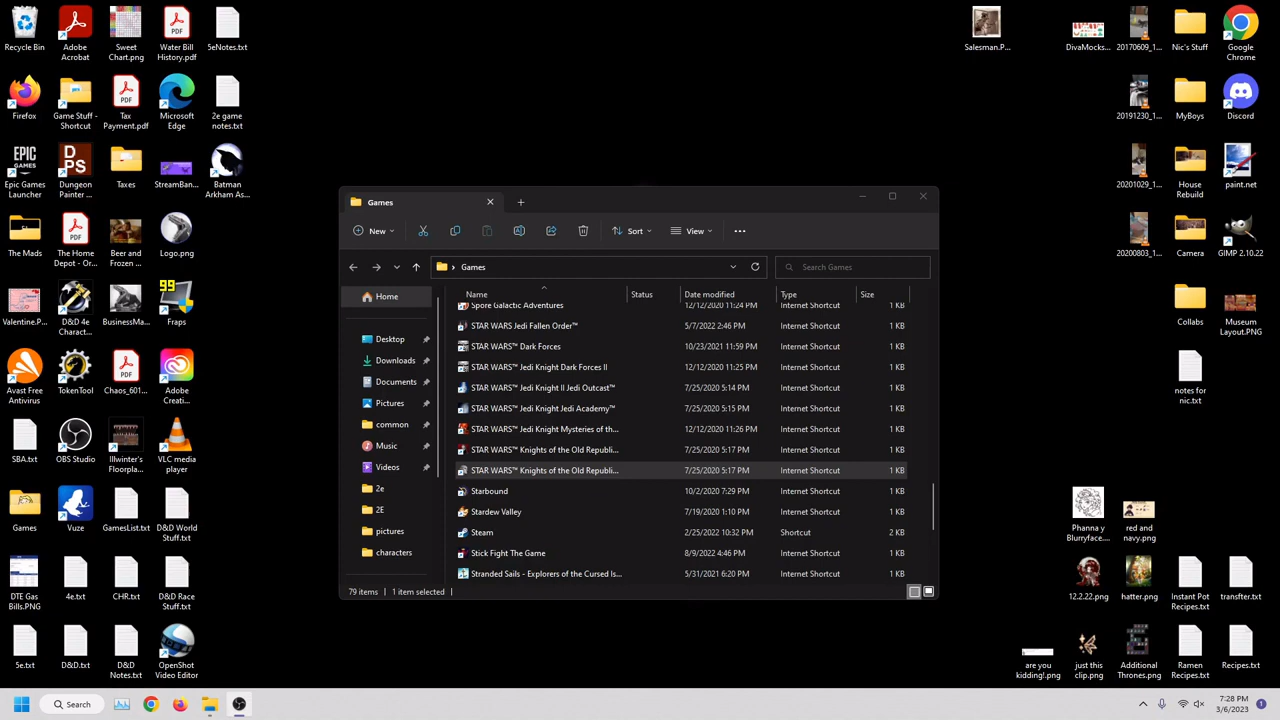 Recycle Bin
Adobe Acrobat
Sweet Chart.png
Water Bill History.pdf
5eNotes.txt
Firefox
Game Stuff - Shortcut
Tax Payment.pdf
Microsoft Edge
2e game notes.txt
Epic Games Launcher
Dungeon Painter ...
Taxes
StreamBan...
Batman Arkham As...
The Mads
The Home Depot - Or...
Beer and Frozen ...
Logo.png
Valentine.P...
D&D 4e Charact...
BusinessMa...
Fraps
Avast Free Antivirus
TokenTool
Chaos_601...
Adobe Creati...
SBA.txt
OBS Studio
Illwinter's Floorpla...
VLC media player
Games
Vuze
GamesList.txt
D&D World Stuff.txt
DTE Gas Bills.PNG
4e.txt
CHR.txt
D&D Race Stuff.txt
5e.txt
D&D.txt
D&D Notes.txt
OpenShot Video Editor
Salesman.P...
DivaMocks...
20170609_1...
Nic's Stuff
Google Chrome
20191230_1...
MyBoys
Discord
20201029_1...
House Rebuild
paint.net
20200803_1...
Camera
GIMP 2.10.22
Collabs
Museum Layout.PNG
notes for nic.txt
Phanna y Blurryface....
red and navy.png
12.2.22.png
hatter.png
Instant Pot Recipes.txt
transfter.txt
are you kidding!.png
just this clip.png
Additional Thrones.png
Ramen Recipes.txt
Recipes.txt
Games
New
Sort
View
Games
Search Games
Name Status Date modified Type Size
Home
Desktop
Downloads
Documents
Pictures
common
Music
Videos
2e
2E
pictures
characters
Spore Galactic Adventures 12/12/2020 11:24 PM Internet Shortcut 1 KB
STAR WARS Jedi Fallen Order™ 5/7/2022 2:46 PM Internet Shortcut 1 KB
STAR WARS™ Dark Forces 10/23/2021 11:59 PM Internet Shortcut 1 KB
STAR WARS™ Jedi Knight Dark Forces II 12/12/2020 11:25 PM Internet Shortcut 1 KB
STAR WARS™ Jedi Knight II Jedi Outcast™ 7/25/2020 5:14 PM Internet Shortcut 1 KB
STAR WARS™ Jedi Knight Jedi Academy™ 7/25/2020 5:15 PM Internet Shortcut 1 KB
STAR WARS™ Jedi Knight Mysteries of th... 12/12/2020 11:26 PM Internet Shortcut 1 KB
STAR WARS™ Knights of the Old Republi... 7/25/2020 5:17 PM Internet Shortcut 1 KB
STAR WARS™ Knights of the Old Republi... 7/25/2020 5:17 PM Internet Shortcut 1 KB
Starbound 10/2/2020 7:29 PM Internet Shortcut 1 KB
Stardew Valley 7/19/2020 1:10 PM Internet Shortcut 1 KB
Steam 2/25/2022 10:32 PM Shortcut 2 KB
Stick Fight The Game 8/9/2022 4:46 PM Internet Shortcut 1 KB
Stranded Sails - Explorers of the Cursed Is... 5/31/2021 6:20 PM Internet Shortcut 1 KB
79 items 1 item selected
Search
7:28 PM
3/6/2023
1